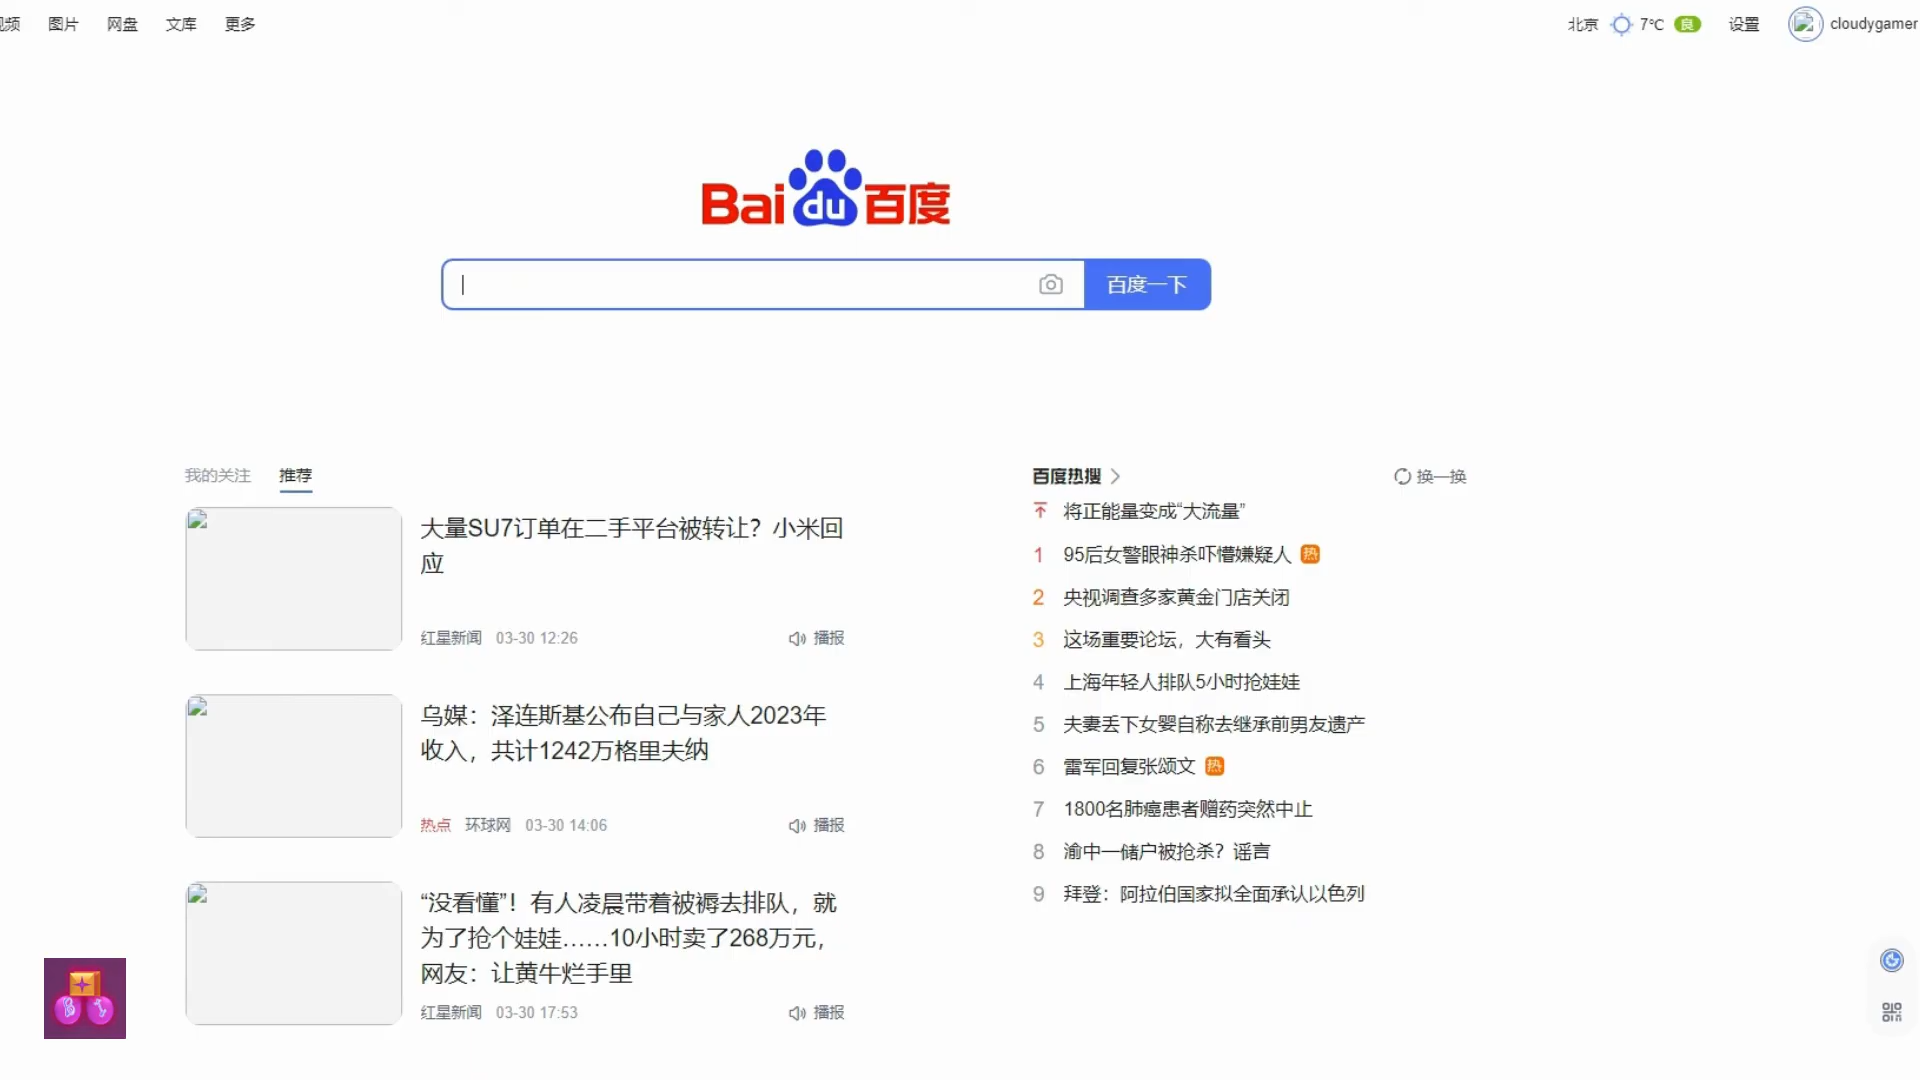 图片 网盘 文库 更多
北京 7℃ 良 设置 cloudygamer
Bai du 百度
百度一下
我的关注 推荐
大量SU7订单在二手平台被转让？小米回
应
红星新闻 03-30 12:26 播报
乌媒：泽连斯基公布自己与家人2023年
收入，共计1242万格里夫纳
热点 环球网 03-30 14:06 播报
“没看懂”！有人凌晨带着被褥去排队，就
为了抢个娃娃……10小时卖了268万元，
网友：让黄牛烂手里
红星新闻 03-30 17:53 播报
百度热搜 换一换
将正能量变成“大流量”
1 95后女警眼神杀吓懵嫌疑人 热
2 央视调查多家黄金门店关闭
3 这场重要论坛，大有看头
4 上海年轻人排队5小时抢娃娃
5 夫妻丢下女婴自称去继承前男友遗产
6 雷军回复张颂文 热
7 1800名肺癌患者赠药突然中止
8 渝中一储户被抢杀？谣言
9 拜登：阿拉伯国家拟全面承认以色列